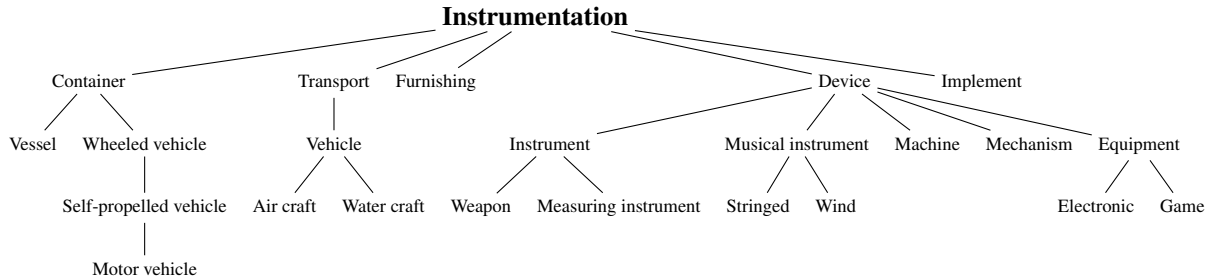 Instrumentation
Container Transport Furnishing Device Implement
Vessel Wheeled vehicle Vehicle Instrument Musical instrument Machine Mechanism Equipment
Self-propelled vehicle Air craft Water craft Weapon Measuring instrument Stringed Wind Electronic Game
Motor vehicle